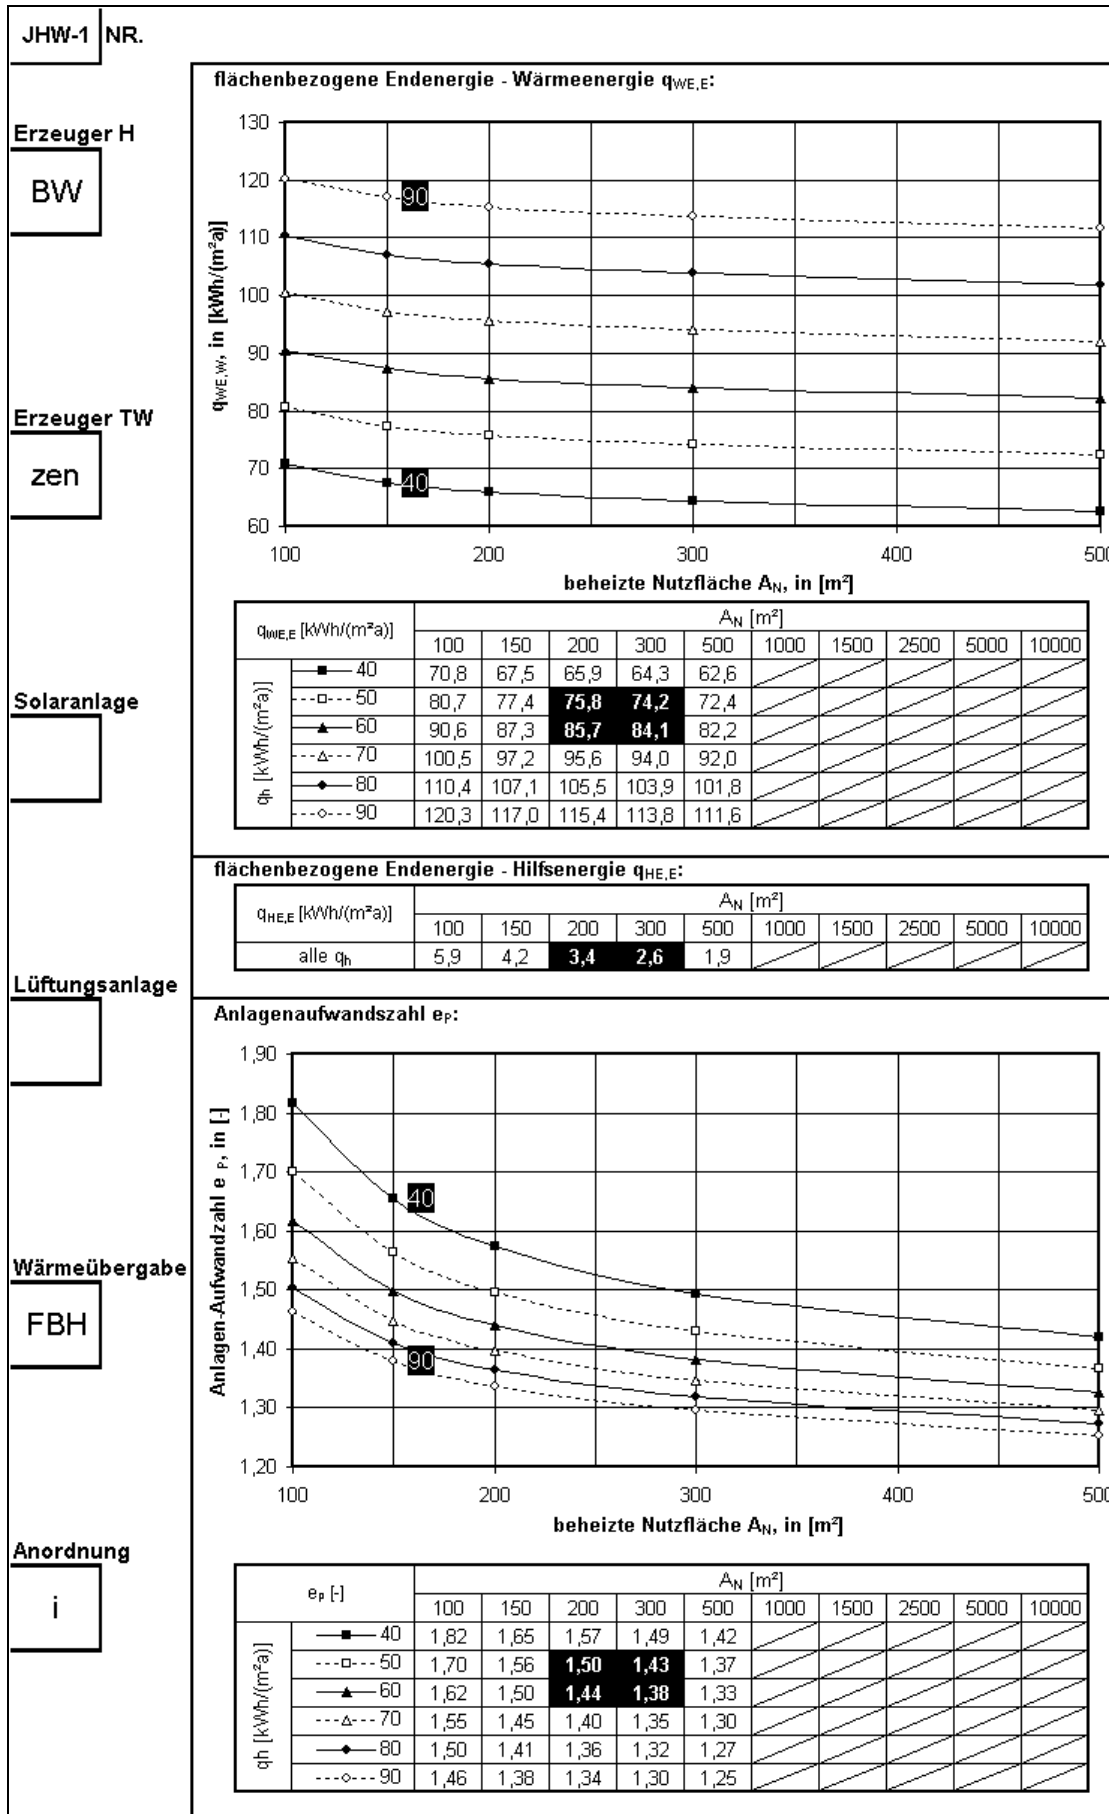 JHW-1 NR.
flächenbezogene Endenergie - Wärmeenergie qWE,E:
Erzeuger H
BW
Erzeuger TW
zen
Solaranlage
Lüftungsanlage
Wärmeübergabe
FBH
Anordnung
i
qWE,W, in [kWh/(m²a)]
130
120
110
100
90
80
70
60
90
40
100 200 300 400 500
beheizte Nutzfläche AN, in [m²]
qWE,E [kWh/(m²a)] AN [m²]
100 150 200 300 500 1000 1500 2500 5000 10000
qh [kWh/(m²a)]
40 70,8 67,5 65,9 64,3 62,6
50 80,7 77,4 75,8 74,2 72,4
60 90,6 87,3 85,7 84,1 82,2
70 100,5 97,2 95,6 94,0 92,0
80 110,4 107,1 105,5 103,9 101,8
90 120,3 117,0 115,4 113,8 111,6
flächenbezogene Endenergie - Hilfsenergie qHE,E:
qHE,E [kWh/(m²a)] AN [m²]
100 150 200 300 500 1000 1500 2500 5000 10000
alle qh 5,9 4,2 3,4 2,6 1,9
Anlagenaufwandszahl eP:
Anlagen-Aufwandzahl e P, in [-]
1,90
1,80
1,70
1,60
1,50
1,40
1,30
1,20
40
90
100 200 300 400 500
beheizte Nutzfläche AN, in [m²]
eP [-] AN [m²]
100 150 200 300 500 1000 1500 2500 5000 10000
qh [kWh/(m²a)]
40 1,82 1,65 1,57 1,49 1,42
50 1,70 1,56 1,50 1,43 1,37
60 1,62 1,50 1,44 1,38 1,33
70 1,55 1,45 1,40 1,35 1,30
80 1,50 1,41 1,36 1,32 1,27
90 1,46 1,38 1,34 1,30 1,25